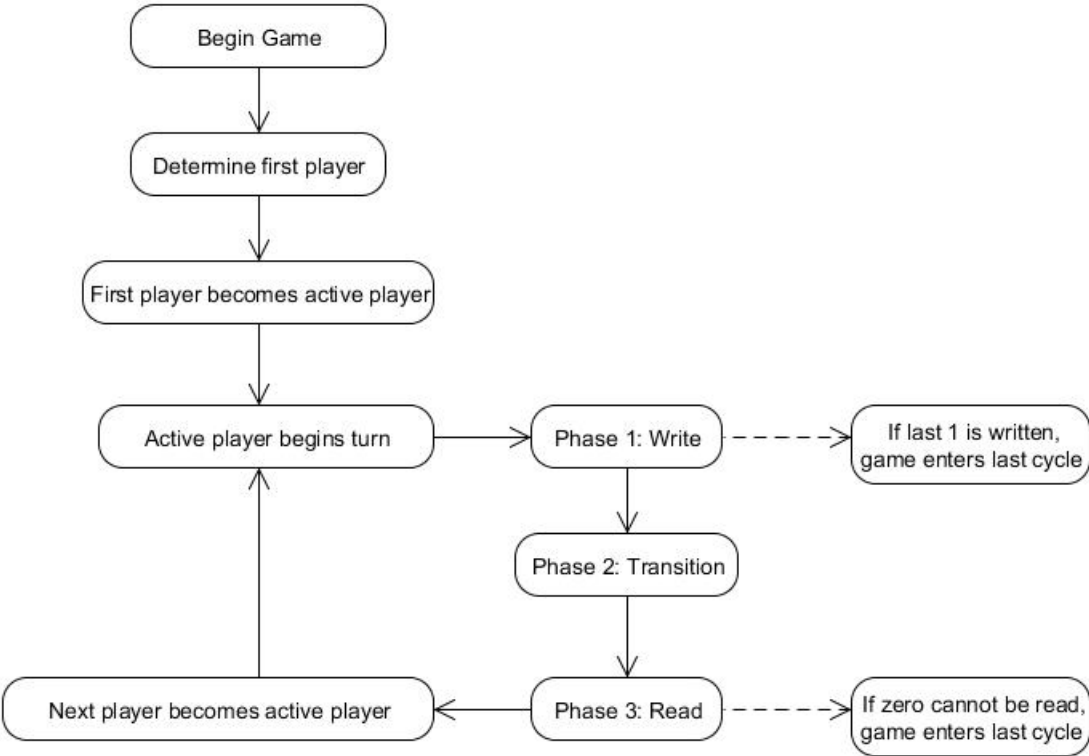 Begin Game
Determine first player
First player becomes active player
Active player begins turn
Phase 1: Write
If last 1 is written,
game enters last cycle
Phase 2: Transition
Next player becomes active player
Phase 3: Read
If zero cannot be read,
game enters last cycle